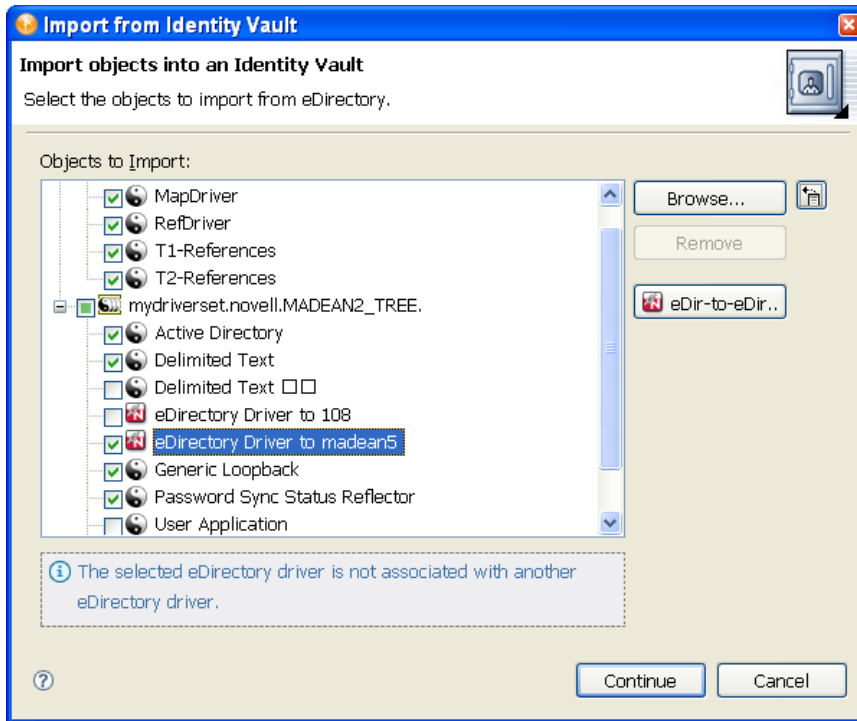 Import from Identity Vault
Import objects into an Identity Vault
Select the objects to import from eDirectory.
Objects to Import:
MapDriver
Browse...
RefDriver
T1-References
Remove
T2-References
mydriverset.novell.MADEAN2_TREE.
eDir-to-eDir..
Active Directory
Delimited Text
Delimited Text □□
eDirectory Driver to 108
eDirectory Driver to madean5
Generic Loopback
Password Sync Status Reflector
User Application
The selected eDirectory driver is not associated with another
eDirectory driver.
Continue
Cancel